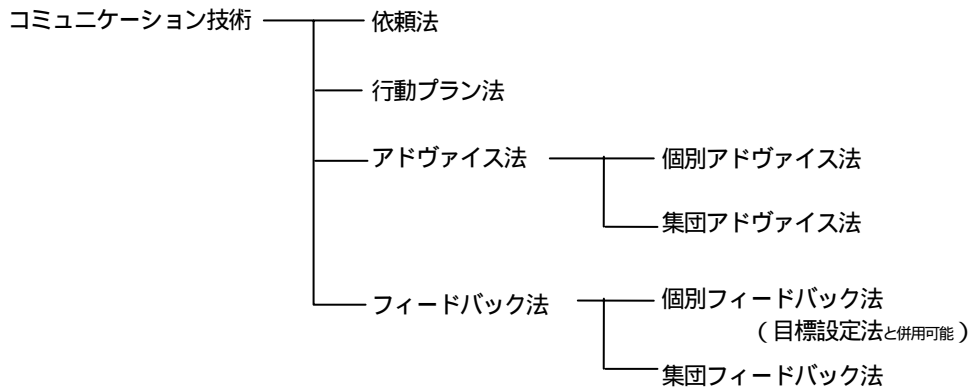 コミュニケーション技術 依頼法
行動プラン法
アドヴァイス法 個別アドヴァイス法
集団アドヴァイス法
フィードバック法 個別フィードバック法
(目標設定法と併用可能)
集団フィードバック法